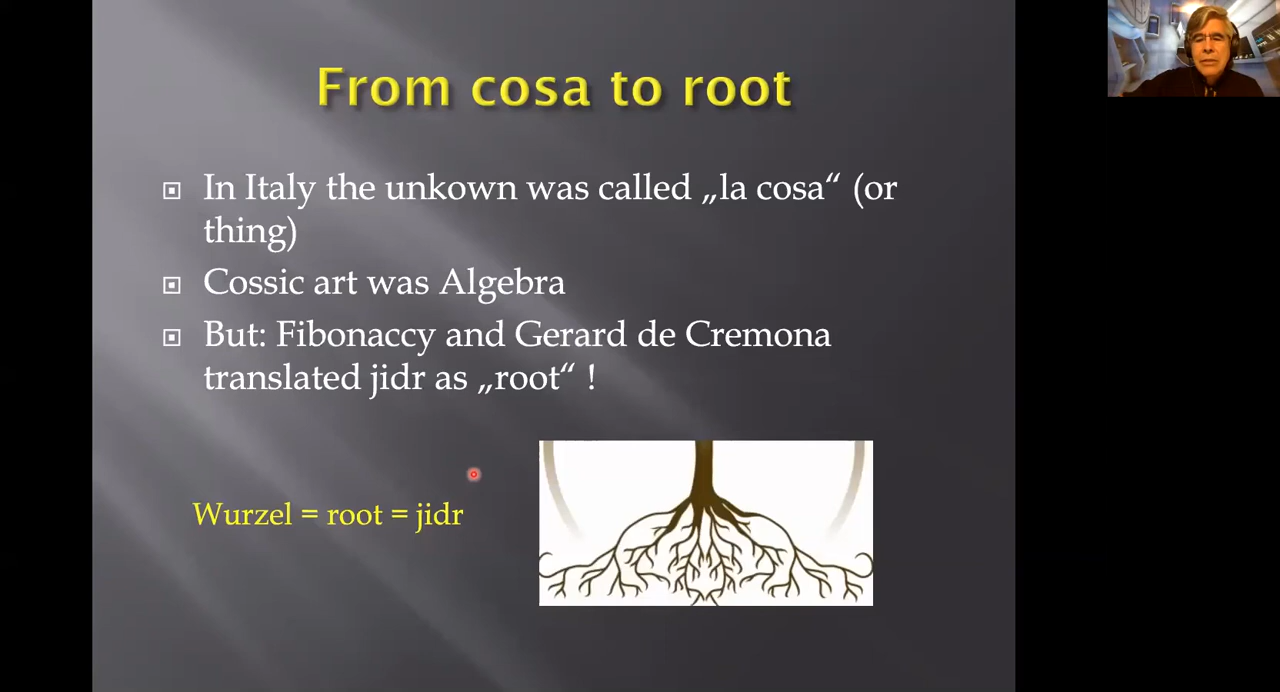 From cosa to root
In Italy the unkown was called „la cosa“ (or
thing)
Cossic art was Algebra
But: Fibonaccy and Gerard de Cremona
translated jidr as „root“ !
Wurzel = root = jidr